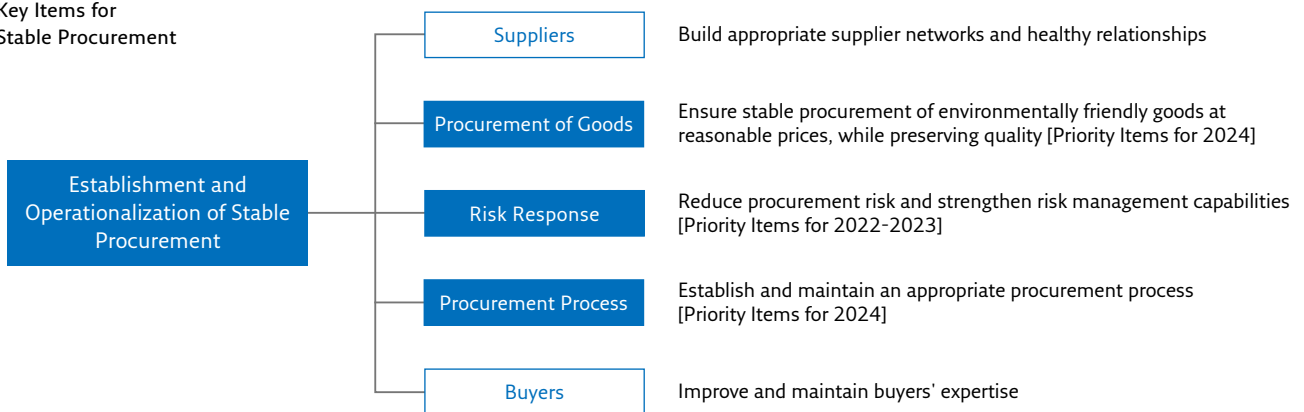 Key Items for
Stable Procurement
Suppliers
Build appropriate supplier networks and healthy relationships
Procurement of Goods
Ensure stable procurement of environmentally friendly goods at
reasonable prices, while preserving quality [Priority Items for 2024]
Establishment and
Operationalization of Stable
Procurement
Risk Response
Reduce procurement risk and strengthen risk management capabilities
[Priority Items for 2022-2023]
Procurement Process
Establish and maintain an appropriate procurement process
[Priority Items for 2024]
Buyers
Improve and maintain buyers' expertise